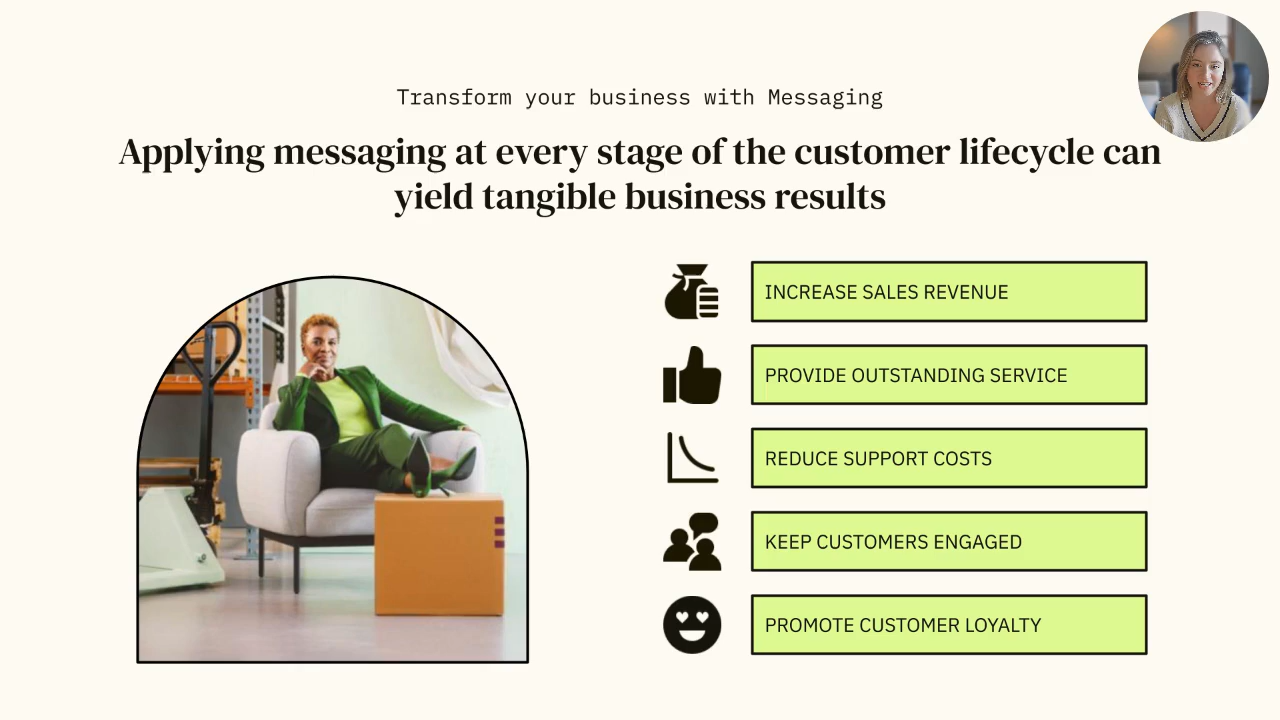 Transform your business with Messaging
Applying messaging at every stage of the customer lifecycle can
yield tangible business results
INCREASE SALES REVENUE
PROVIDE OUTSTANDING SERVICE
REDUCE SUPPORT COSTS
KEEP CUSTOMERS ENGAGED
PROMOTE CUSTOMER LOYALTY